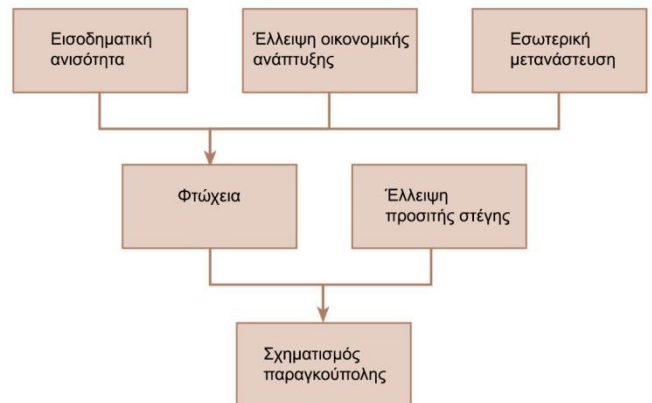 Εισοδηματική
ανισότητα
Έλλειψη οικονομικής
ανάπτυξης
Εσωτερική
μετανάστευση
Φτώχεια
Έλλειψη
προσιτής στέγης
Σχηματισμός
παραγκούπολης